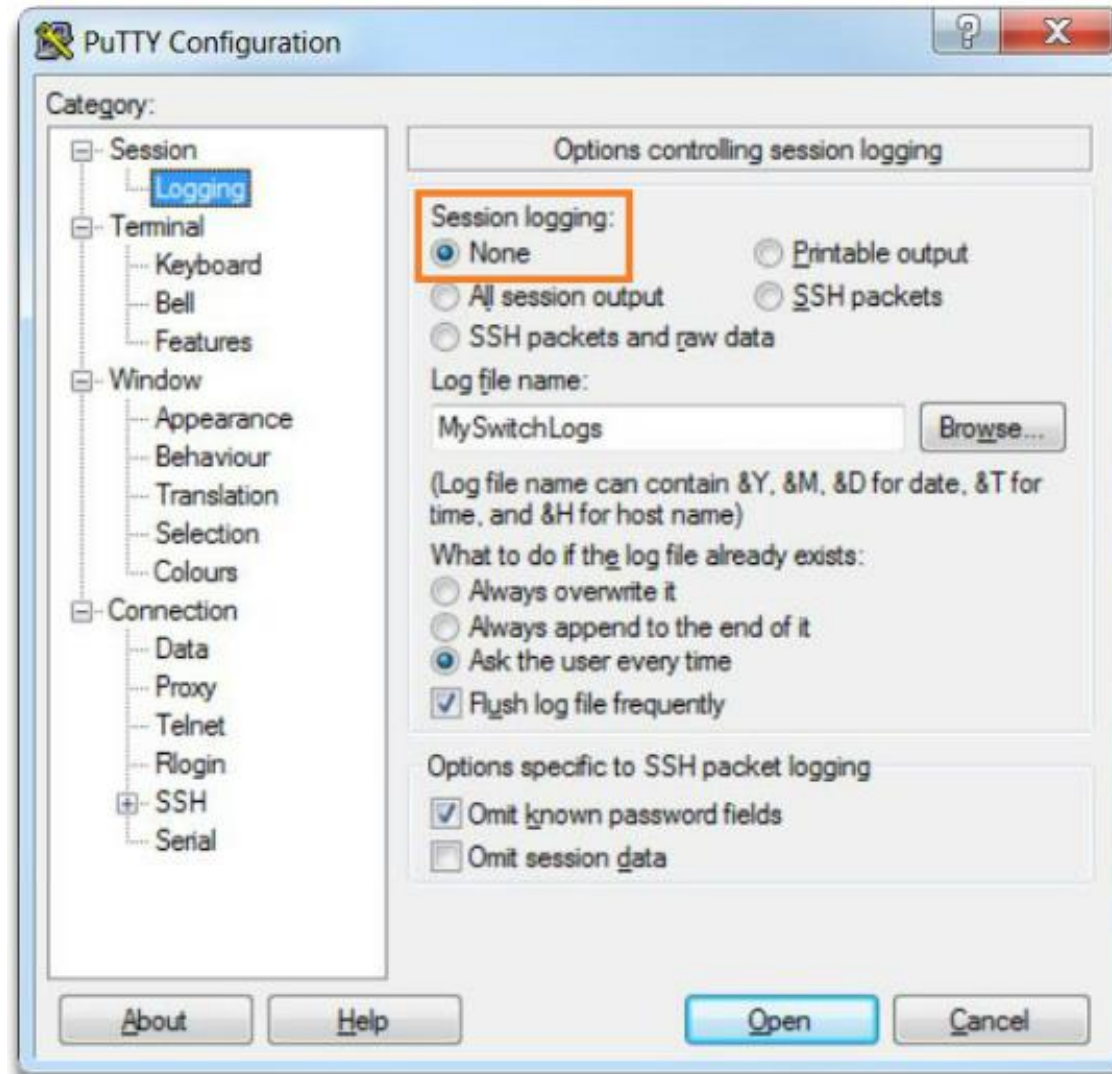 PuTTY Configuration
Category:
Session
Logging
Terminal
Keyboard
Bell
Features
Window
Appearance
Behaviour
Translation
Selection
Colours
Connection
Data
Proxy
Telnet
Rlogin
SSH
Serial
Options controlling session logging
Session logging:
None
Printable output
All session output
SSH packets
SSH packets and raw data
Log file name:
MySwitchLogs
Browse...
(Log file name can contain &Y, &M, &D for date, &T for
time, and &H for host name)
What to do if the log file already exists:
Always overwrite it
Always append to the end of it
Ask the user every time
Flush log file frequently
Options specific to SSH packet logging
Omit known password fields
Omit session data
About
Help
Open
Cancel